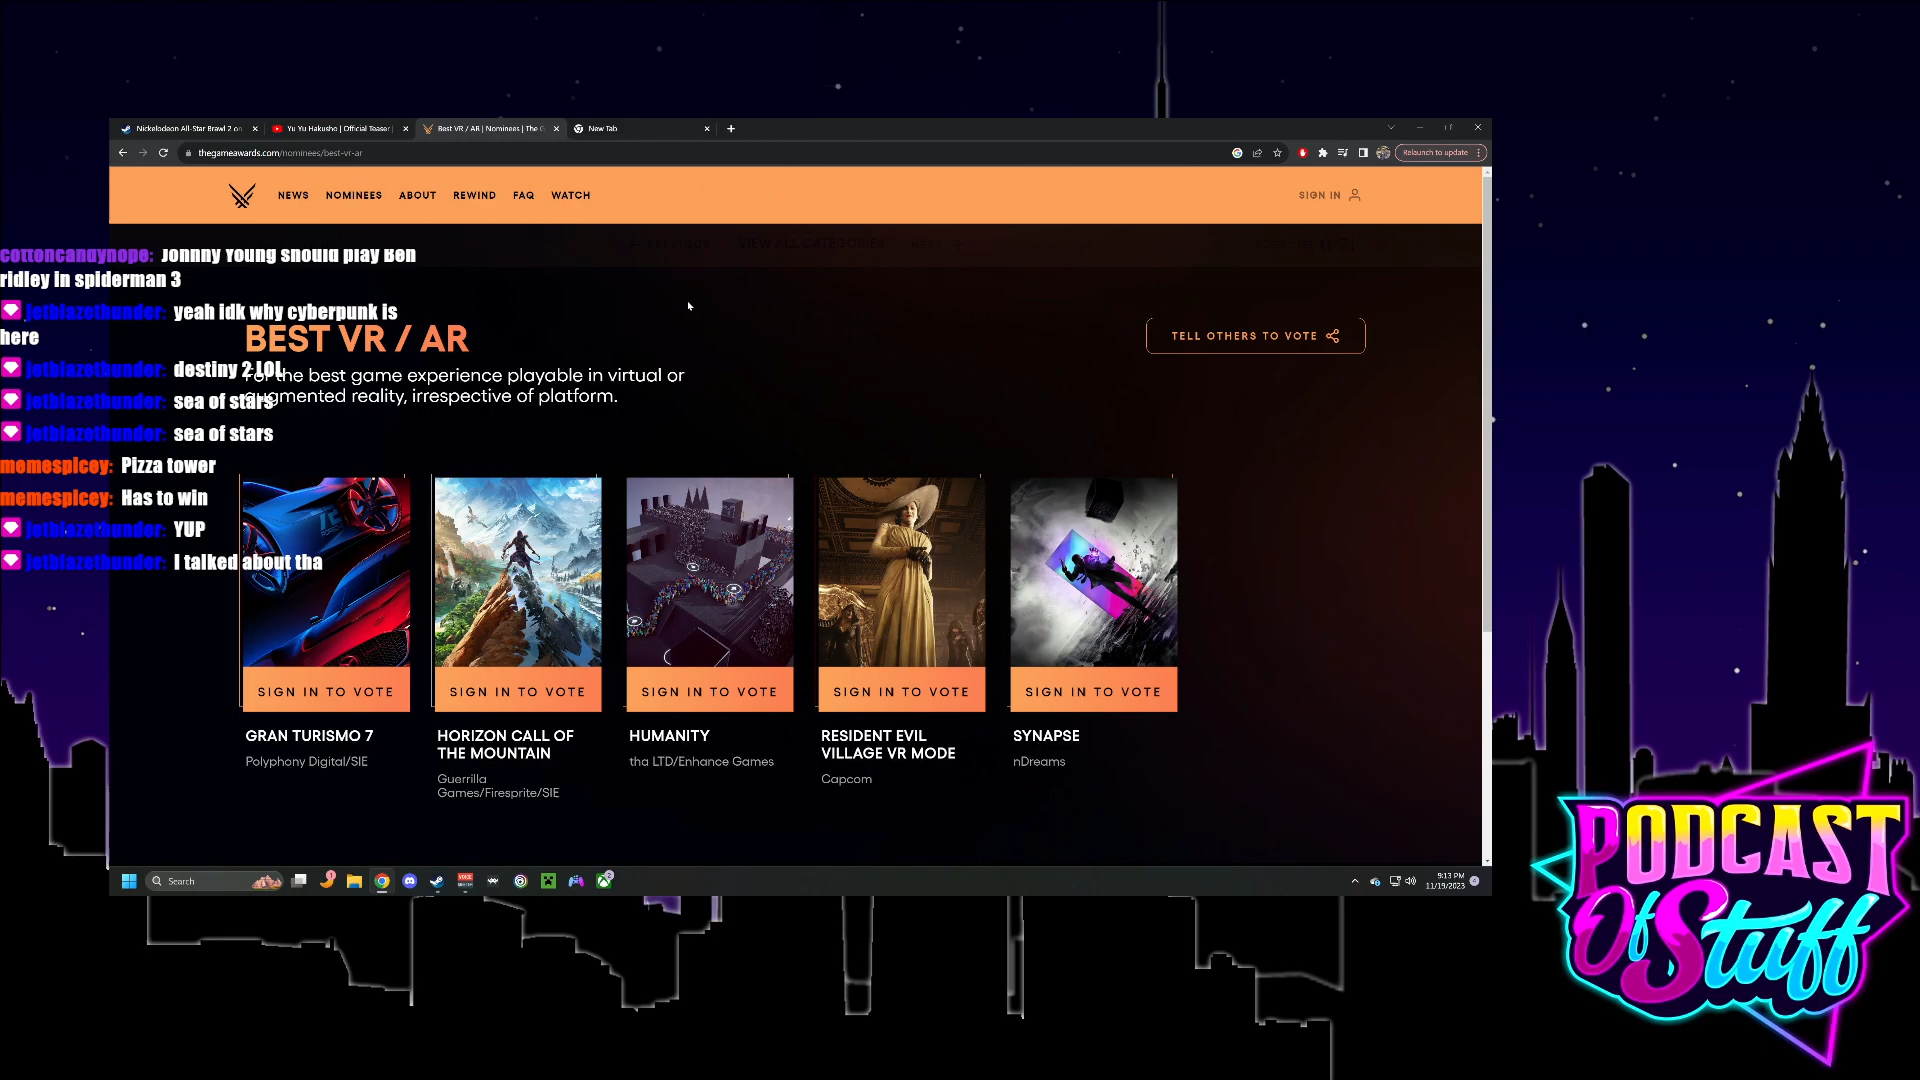 Nickelodeon All-Star Brawl 2 on
Yu Yu Hakusho | Official Teaser
Best VR / AR | Nominees | The G
New Tab
thegameawards.com/nominees/best-vr-ar
Relaunch to update
NEWS
NOMINEES
ABOUT
REWIND
FAQ
WATCH
SIGN IN
PREVIOUS
VIEW ALL CATEGORIES
NEXT
cottoncandynope: Jonnny Young should play Ben
ridley in spiderman 3
jetblazethunder: yeah idk why cyberpunk is
here
jetblazethunder: destiny 2 LOL
jetblazethunder: sea of stars
jetblazethunder: sea of stars
memespicey: Pizza tower
memespicey: Has to win
jetblazethunder: YUP
jetblazethunder: I talked about tha
BEST VR / AR
TELL OTHERS TO VOTE
For the best game experience playable in virtual or
augmented reality, irrespective of platform.
SIGN IN TO VOTE
SIGN IN TO VOTE
SIGN IN TO VOTE
SIGN IN TO VOTE
SIGN IN TO VOTE
GRAN TURISMO 7
Polyphony Digital/SIE
HORIZON CALL OF
THE MOUNTAIN
Guerrilla
Games/Firesprite/SIE
HUMANITY
tha LTD/Enhance Games
RESIDENT EVIL
VILLAGE VR MODE
Capcom
SYNAPSE
nDreams
Search
9:13 PM
11/19/2023
PODCAST
Of Stuff